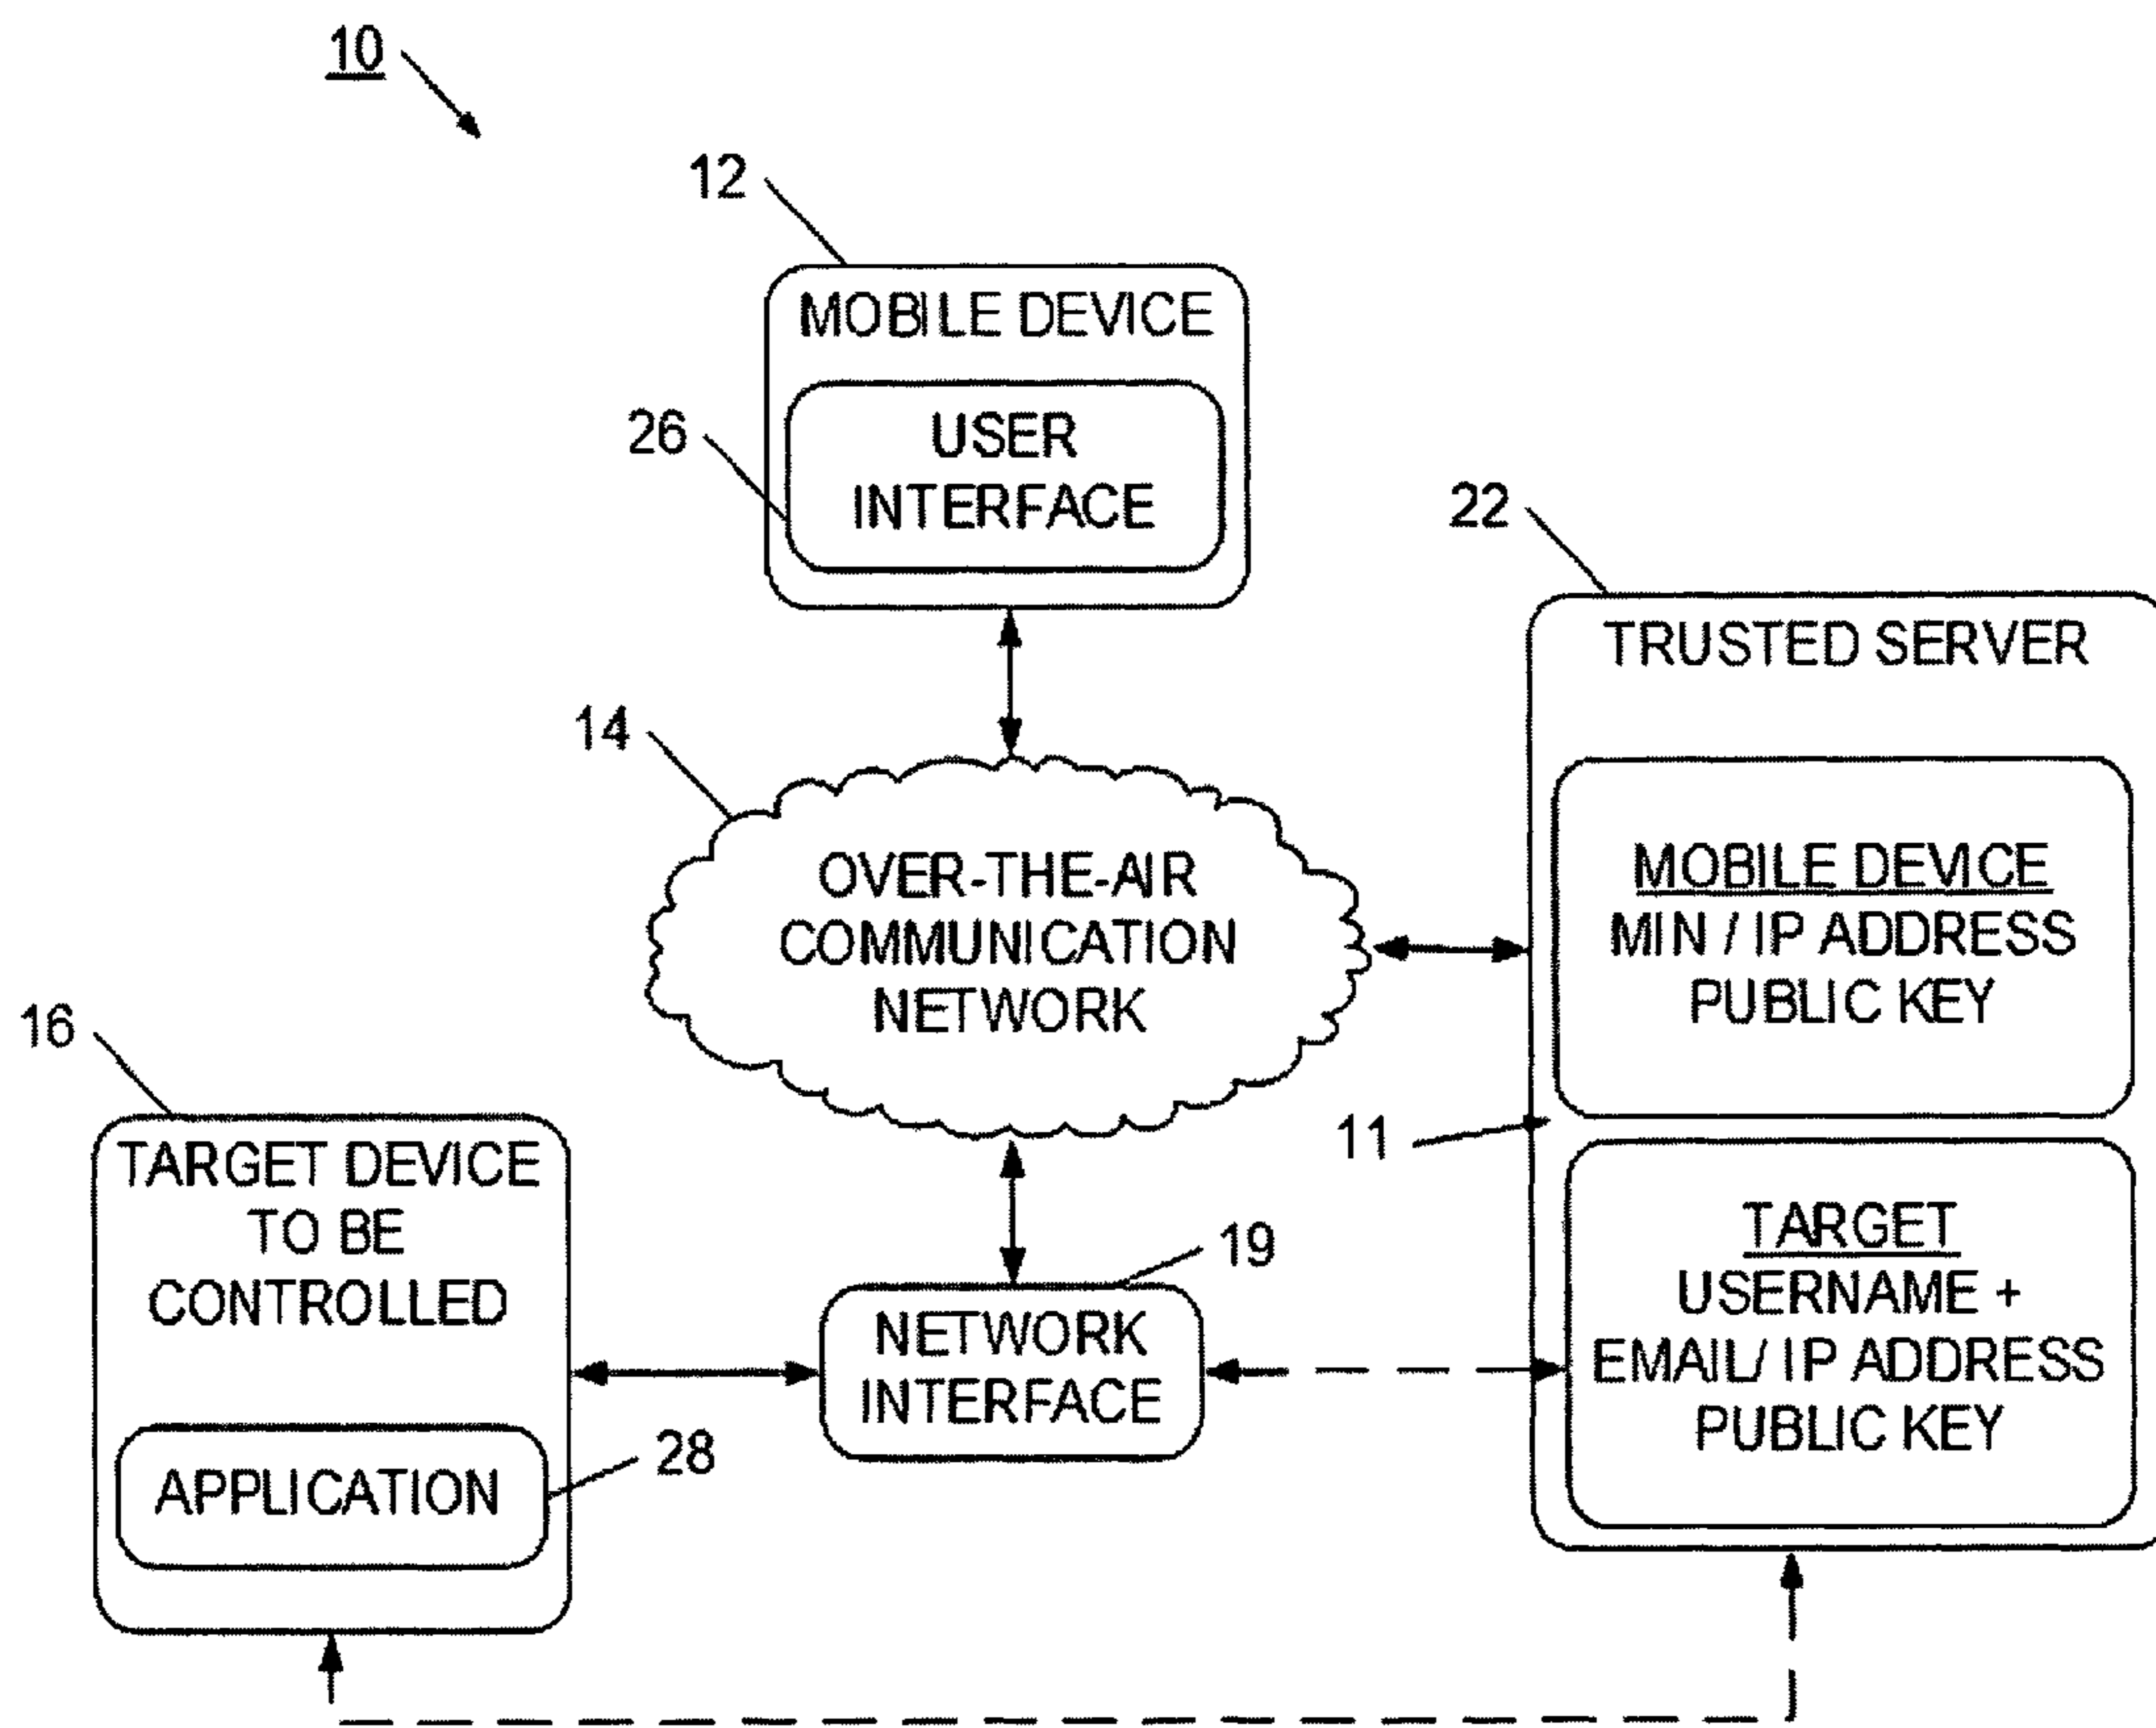 10
12
MOBILE DEVICE
26
USER
INTERFACE
22
TRUSTED SERVER
14
OVER-THE-AIR
COMMUNICATION
NETWORK
MOBILE DEVICE
MIN / IP ADDRESS
PUBLIC KEY
11
TARGET
USERNAME +
EMAIL/ IP ADDRESS
PUBLIC KEY
16
TARGET DEVICE
TO BE
CONTROLLED
APPLICATION
28
19
NETWORK
INTERFACE